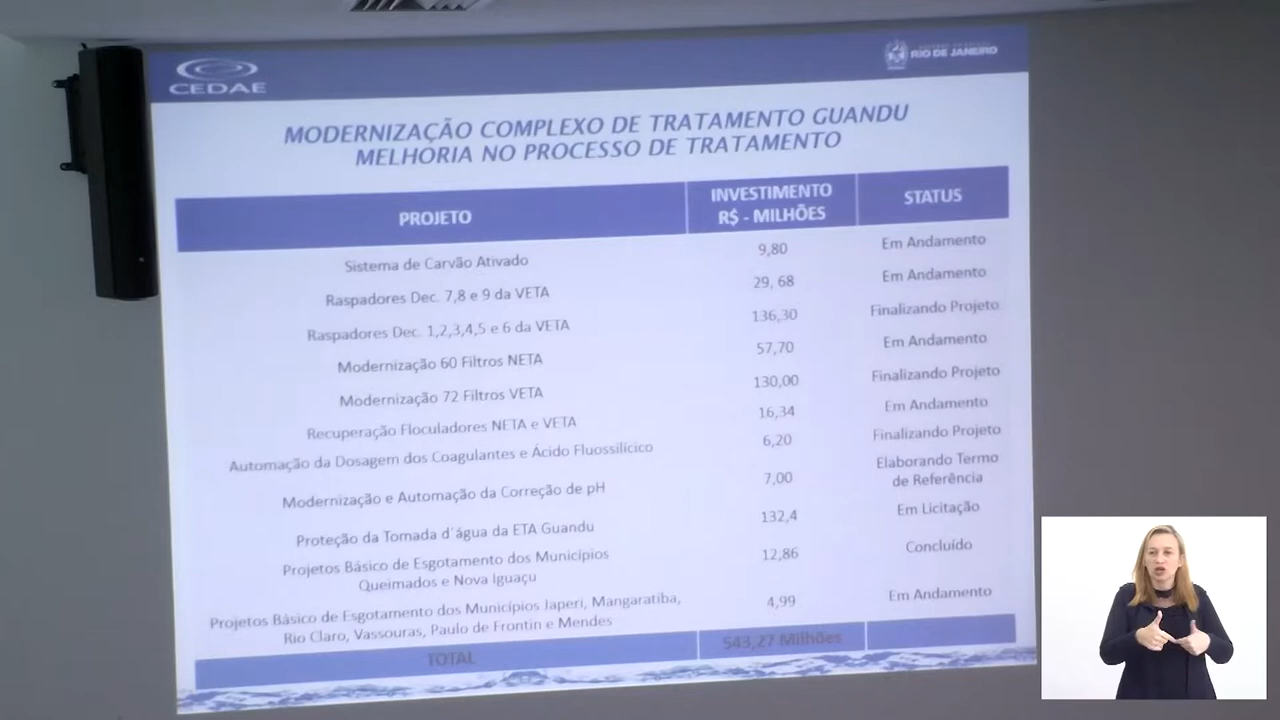 CEDAE
RIO DE JANEIRO
MODERNIZAÇÃO COMPLEXO DE TRATAMENTO GUANDU
MELHORIA NO PROCESSO DE TRATAMENTO
PROJETO INVESTIMENTO R$ - MILHÕES STATUS
Sistema de Carvão Ativado 9,80 Em Andamento
Raspadores Dec. 7,8 e 9 da VETA 29, 68 Em Andamento
Raspadores Dec. 1,2,3,4,5 e 6 da VETA 136,30 Finalizando Projeto
Modernização 60 Filtros NETA 57,70 Em Andamento
Modernização 72 Filtros VETA 130,00 Finalizando Projeto
Recuperação Floculadores NETA e VETA 16,34 Em Andamento
Automação da Dosagem dos Coagulantes e Ácido Fluossilícico 6,20 Finalizando Projeto
Modernização e Automação da Correção de pH 7,00 Elaborando Termo de Referência
Proteção da Tomada d´água da ETA Guandu 132,4 Em Licitação
Projetos Básico de Esgotamento dos Municípios
Queimados e Nova Iguaçu 12,86 Concluído
Projetos Básico de Esgotamento dos Municípios Japeri, Mangaratiba,
Rio Claro, Vassouras, Paulo de Frontin e Mendes 4,99 Em Andamento
TOTAL 543,27 Milhões